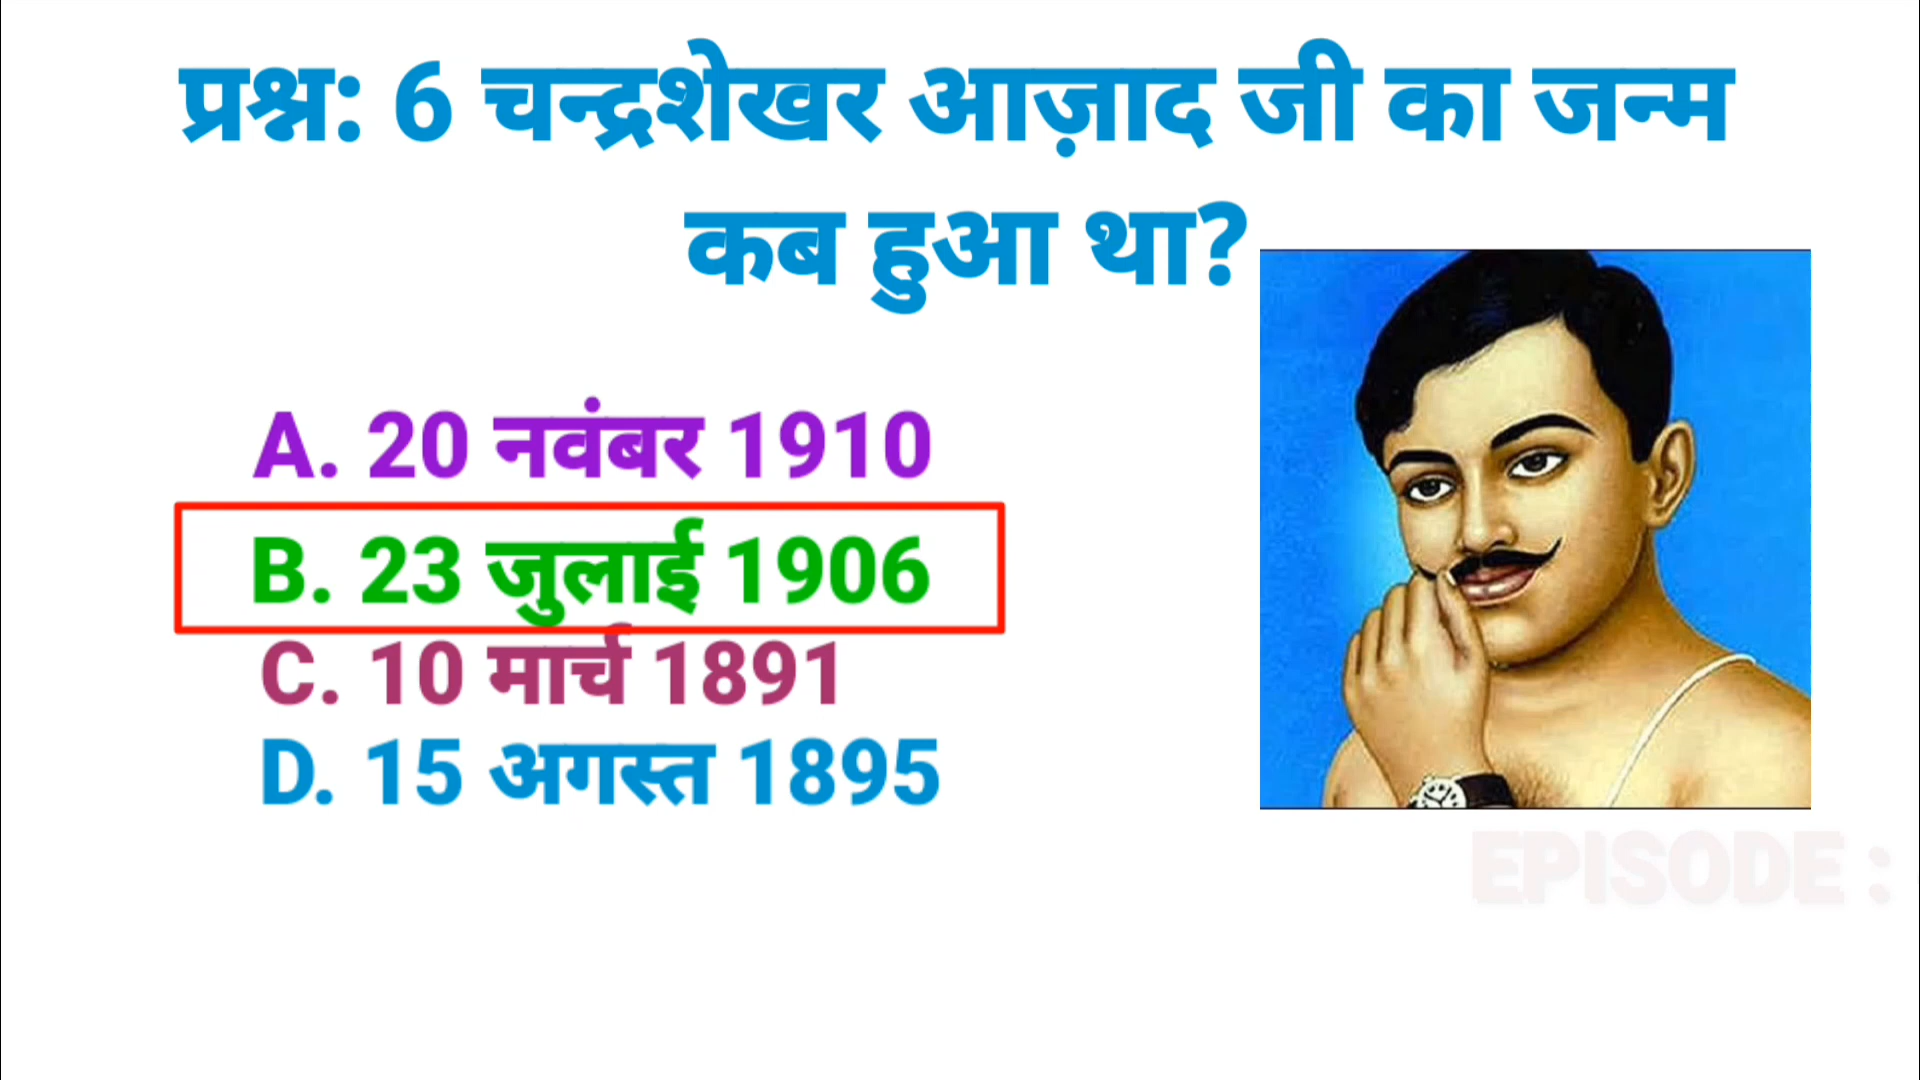 प्रश्न: 6 चन्द्रशेखर आज़ाद जी का जन्म
कब हुआ था?
A. 20 नवंबर 1910
B. 23 जुलाई 1906
C. 10 मार्च 1891
D. 15 अगस्त 1895
EPISODE :